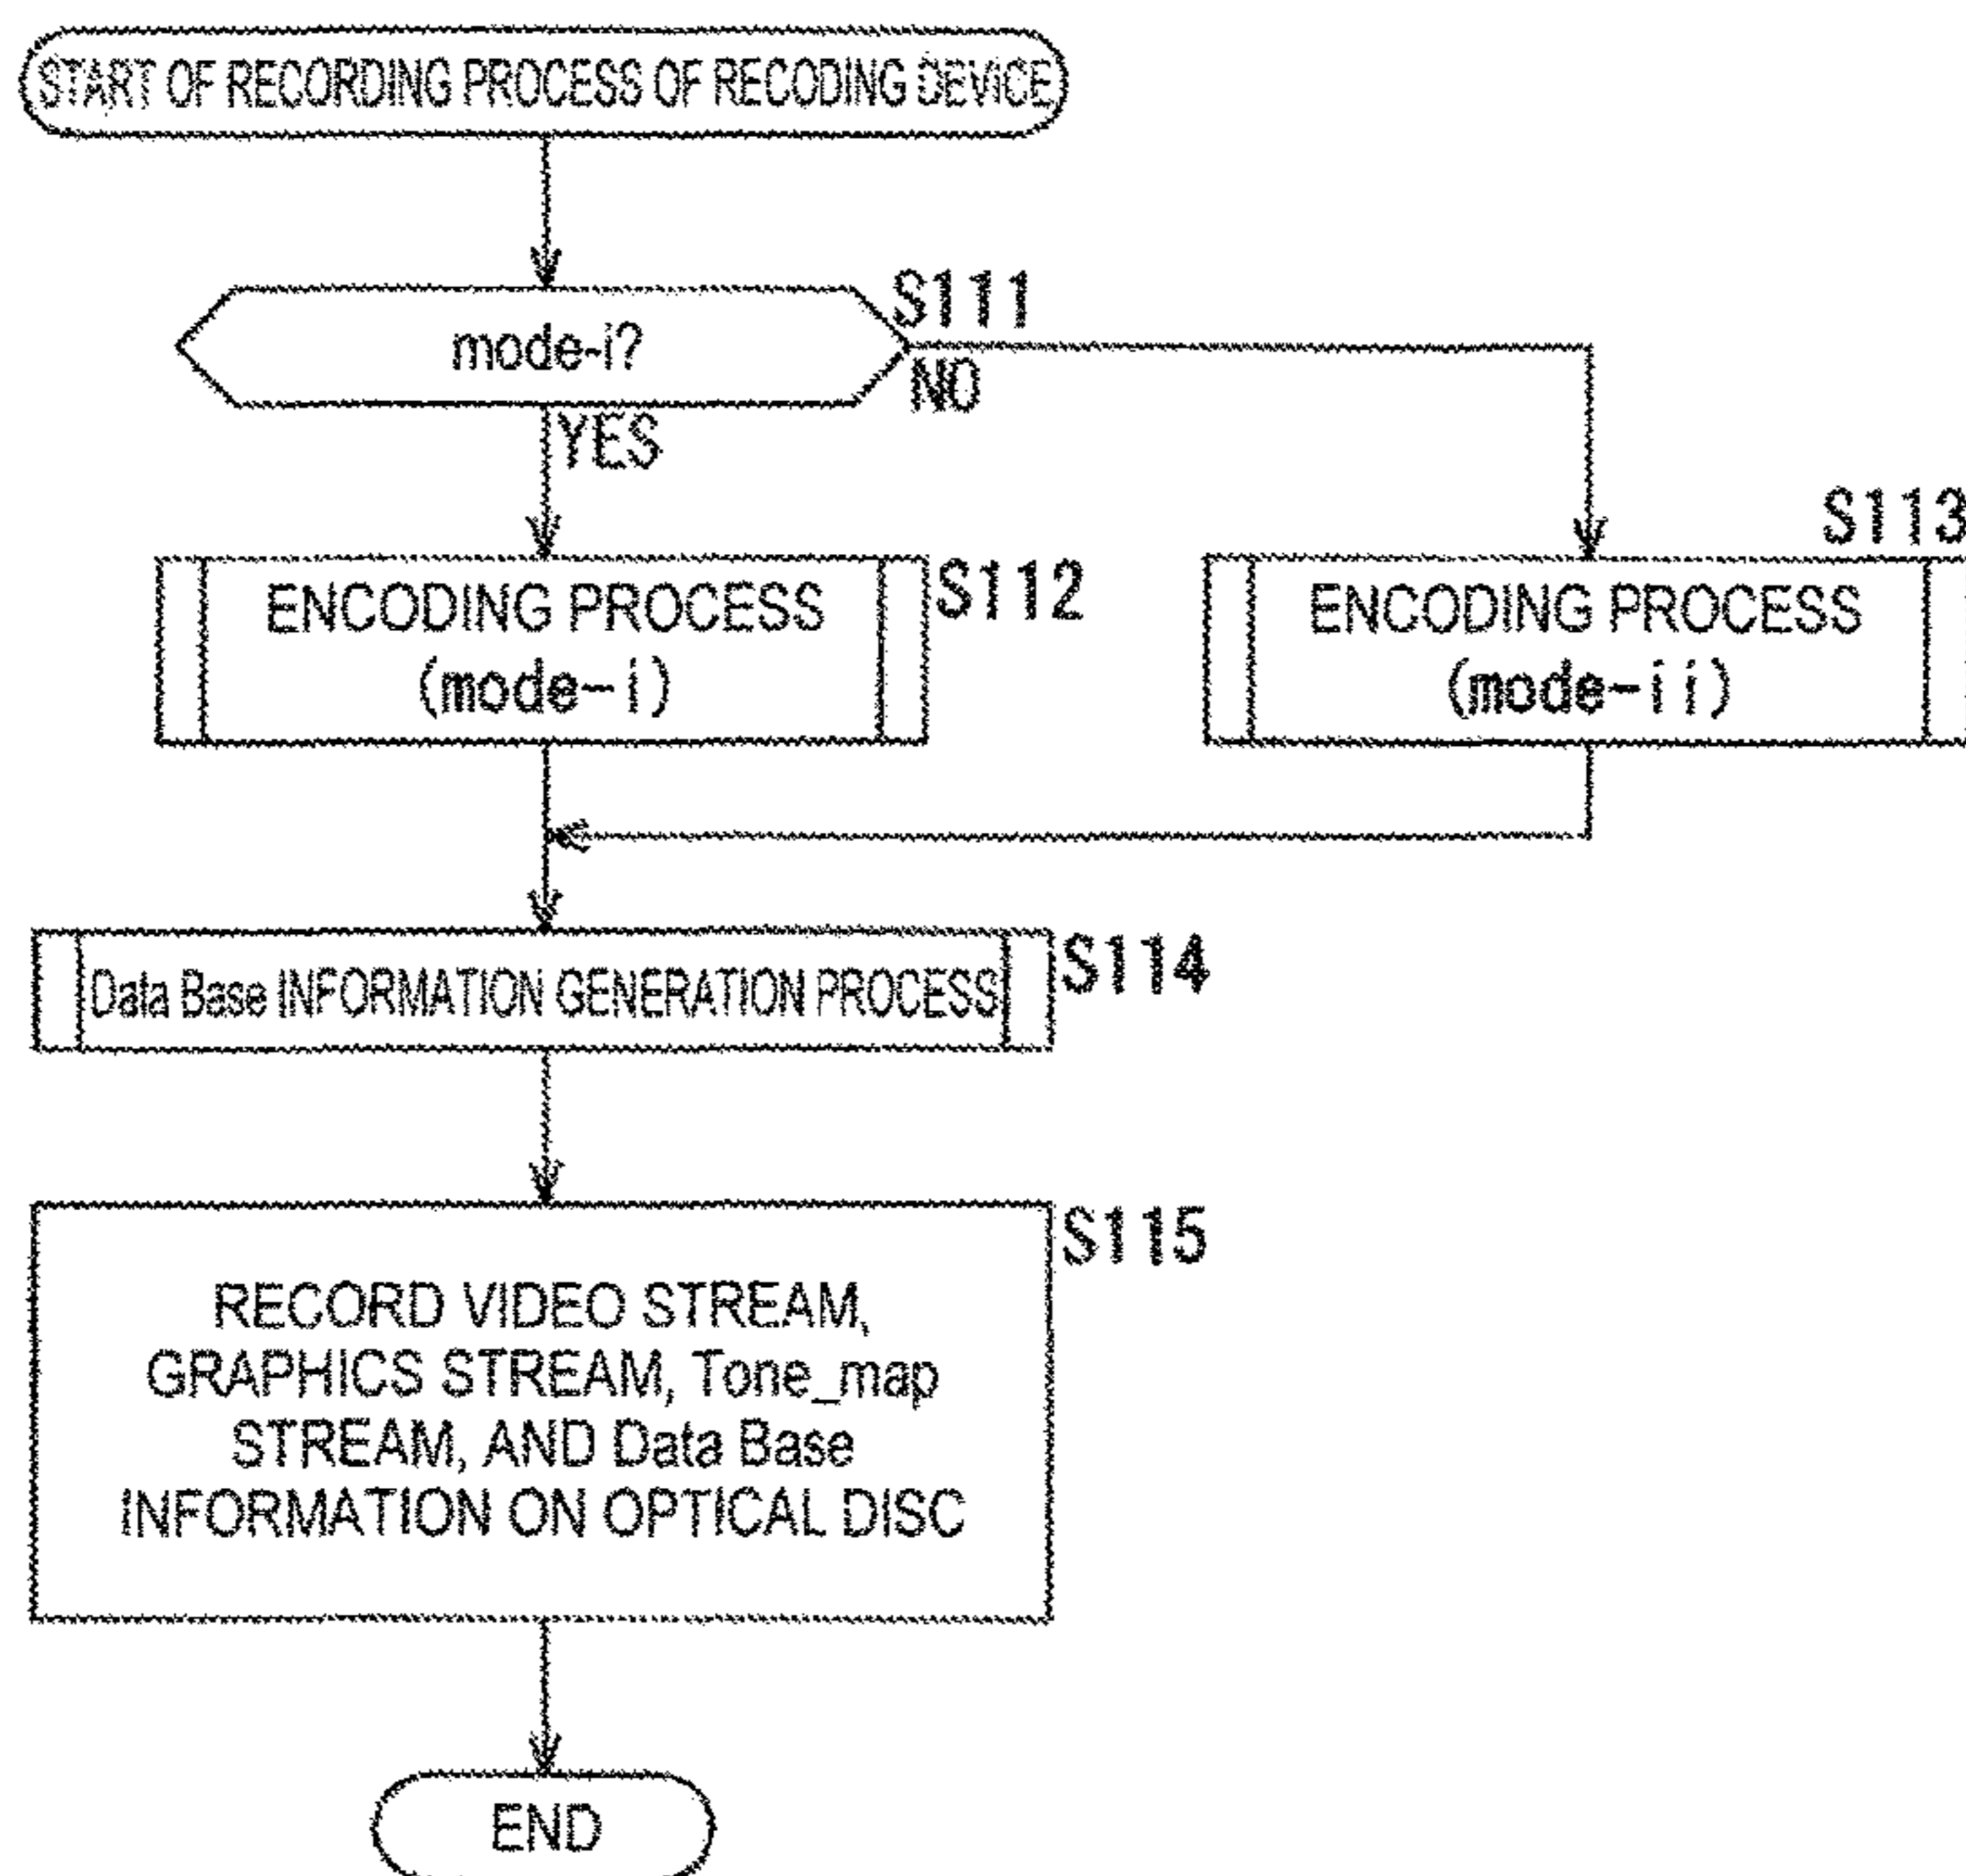 START OF RECORDING PROCESS OF RECODING DEVICE
S111
mode-i?
NO
YES
S113
S112
ENCODING PROCESS
(mode-i)
ENCODING PROCESS
(mode-ii)
S114
Data Base INFORMATION GENERATION PROCESS
S115
RECORD VIDEO STREAM,
GRAPHICS STREAM, Tone_map
STREAM, AND Data Base
INFORMATION ON OPTICAL DISC
END